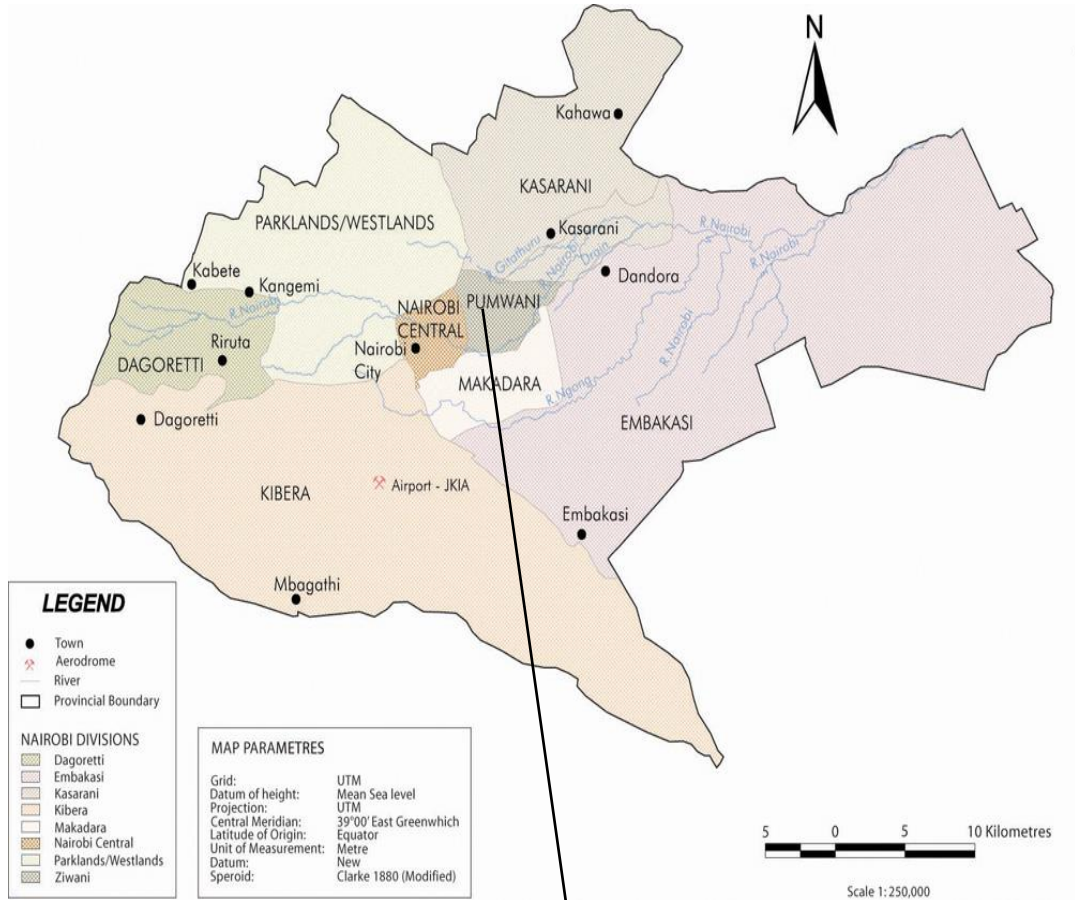 N
Kahawa
KASARANI
PARKLANDS/WESTLANDS
Kasarani
R.Gitathuru
R.Nairobi
Drain
R.Nairobi
R.Nairobi
Kabete
Kangemi
Dandora
R.Nairobi
NAIROBI
CENTRAL
PUMWANI
R.Nairobi
Riruta
Nairobi
City
DAGORETTI
MAKADARA
R.Ngong
Dagoretti
EMBAKASI
KIBERA
Airport - JKIA
Embakasi
Mbagathi
LEGEND
Town
Aerodrome
River
Provincial Boundary
NAIROBI DIVISIONS
Dagoretti
Embakasi
Kasarani
Kibera
Makadara
Nairobi Central
Parklands/Westlands
Ziwani
MAP PARAMETRES
Grid: UTM
Datum of height: Mean Sea level
Projection: UTM
Central Meridian: 39°00' East Greenwhich
Latitude of Origin: Equator
Unit of Measurement: Metre
Datum: New
Speroid: Clarke 1880 (Modified)
5 0 5 10 Kilometres
Scale 1: 250,000